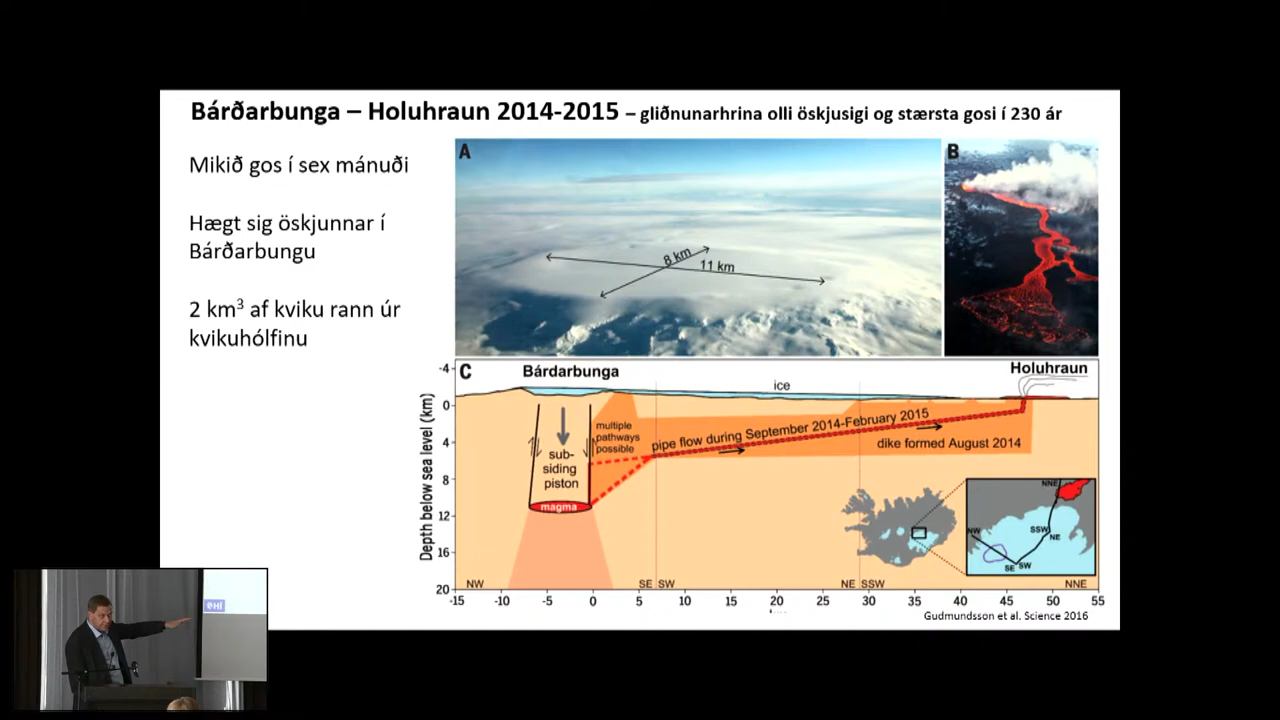 Bárðarbunga – Holuhraun 2014-2015 – gliðnunarhrina olli öskjusigi og stærsta gosi í 230 ár
Mikið gos í sex mánuði
Hægt sig öskjunnar í
Bárðarbungu
2 km³ af kviku rann úr
kvikuhólfinu
A
8 km
11 km
B
C
Bárdarbunga
ice
Holuhraun
Depth below sea level (km)
-4
0
4
8
12
16
20
sub-
siding
piston
magma
multiple
pathways
possible
pipe flow during September 2014-February 2015
dike formed August 2014
NNE
NW
SSW
NE
SE
SW
NW
SE
SW
NE
SSW
NNE
-15
-10
-5
0
5
10
15
20
25
30
35
40
45
50
55
Gudmundsson et al. Science 2016